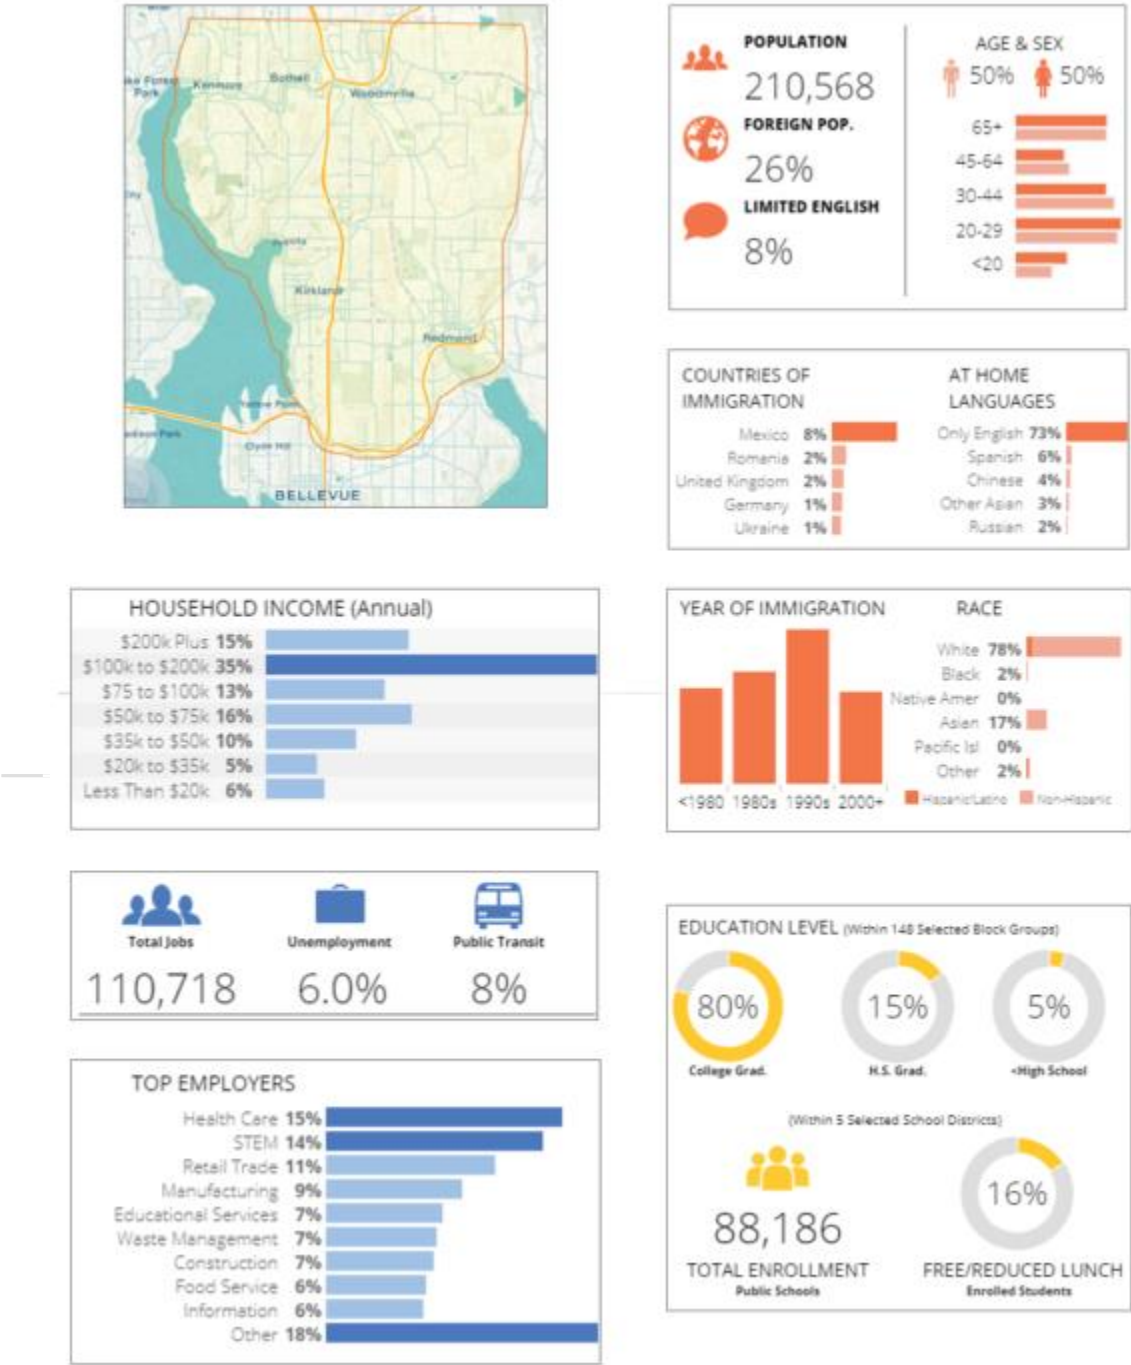 Kenmore
Bothell
Woodinville
Park
Juanita
Kirkland
Redmond
Clyde Hill
BELLEVUE
POPULATION
210,568
FOREIGN POP.
26%
LIMITED ENGLISH
8%
AGE & SEX
50% 50%
65+
45-64
30-44
20-29
<20
COUNTRIES OF
IMMIGRATION
Mexico 8%
Romania 2%
United Kingdom 2%
Germany 1%
Ukraine 1%
AT HOME
LANGUAGES
Only English 73%
Spanish 6%
Chinese 4%
Other Asian 3%
Russian 2%
HOUSEHOLD INCOME (Annual)
$200k Plus 15%
$100k to $200k 35%
$75 to $100k 13%
$50k to $75k 16%
$35k to $50k 10%
$20k to $35k 5%
Less Than $20k 6%
YEAR OF IMMIGRATION
<1980 1980s 1990s 2000+
RACE
White 78%
Black 2%
Native Amer 0%
Asian 17%
Pacific Isl 0%
Other 2%
Hispanic/Latino Non-Hispanic
Total Jobs
110,718
Unemployment
6.0%
Public Transit
8%
TOP EMPLOYERS
Health Care 15%
STEM 14%
Retail Trade 11%
Manufacturing 9%
Educational Services 7%
Waste Management 7%
Construction 7%
Food Service 6%
Information 6%
Other 18%
EDUCATION LEVEL (Within 148 Selected Block Groups)
80% 15% 5%
College Grad. H.S. Grad. <High School
(Within 5 Selected School Districts)
88,186
TOTAL ENROLLMENT
Public Schools
16%
FREE/REDUCED LUNCH
Enrolled Students